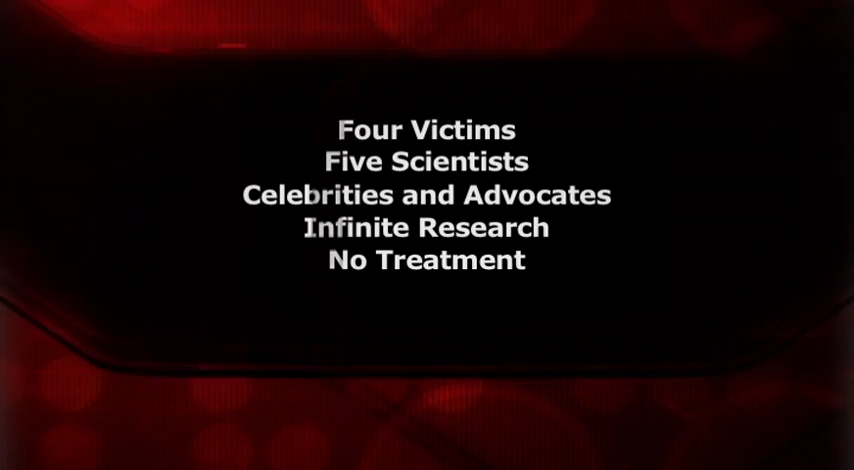 Four Victims
Five Scientists
Celebrities and Advocates
Infinite Research
No Treatment